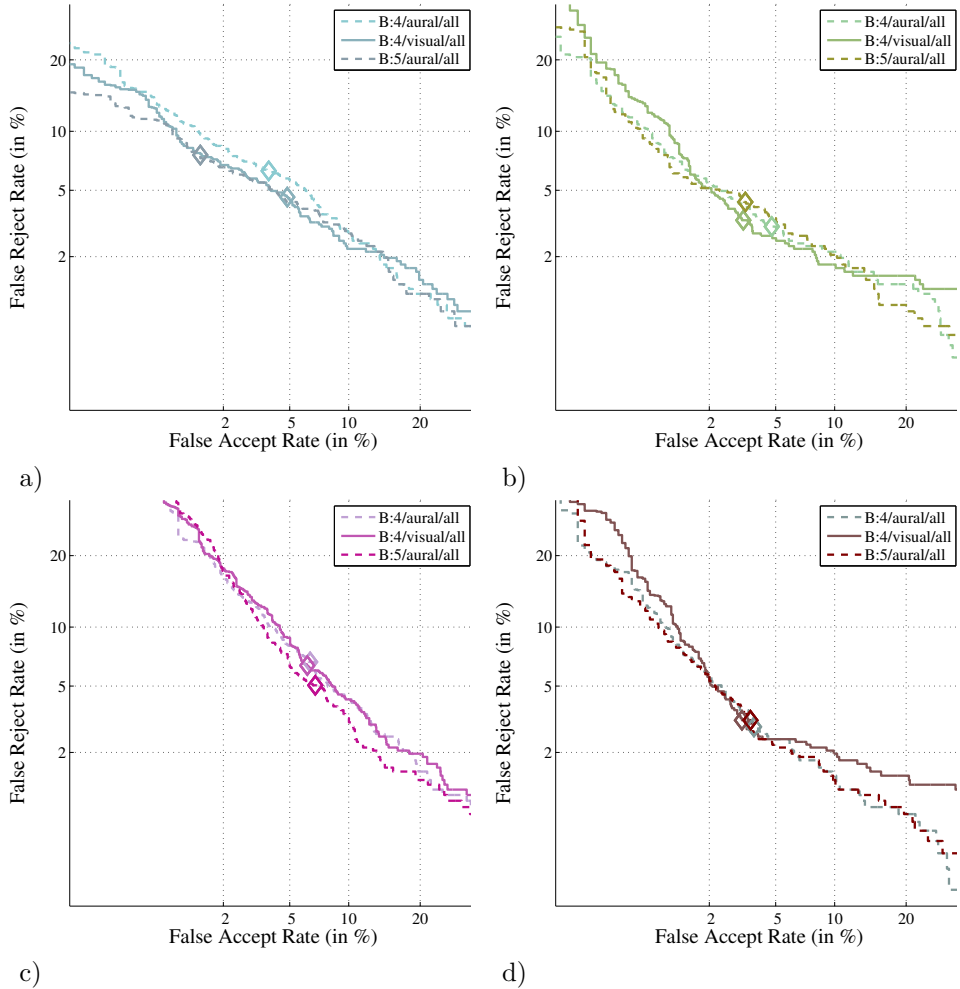 B:4/aural/all
B:4/visual/all
B:5/aural/all
20
10
5
2
False Reject Rate (in %)
2 5 10 20
False Accept Rate (in %)
a)
B:4/aural/all
B:4/visual/all
B:5/aural/all
20
10
5
2
False Reject Rate (in %)
2 5 10 20
False Accept Rate (in %)
b)
B:4/aural/all
B:4/visual/all
B:5/aural/all
20
10
5
2
False Reject Rate (in %)
2 5 10 20
False Accept Rate (in %)
c)
B:4/aural/all
B:4/visual/all
B:5/aural/all
20
10
5
2
False Reject Rate (in %)
2 5 10 20
False Accept Rate (in %)
d)